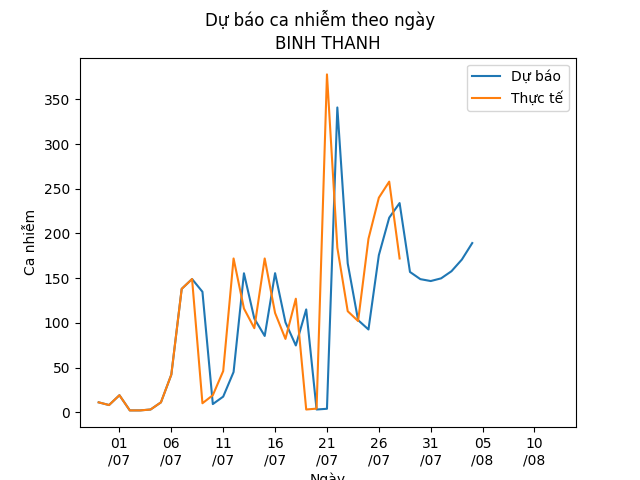 Dự báo ca nhiễm theo ngày
BINH THANH
Dự báo
Thực tế
Ca nhiễm
350
300
250
200
150
100
50
0
01 06 11 16 21 26 31 05 10
/07 /07 /07 /07 /07 /07 /07 /08 /08
Ngày